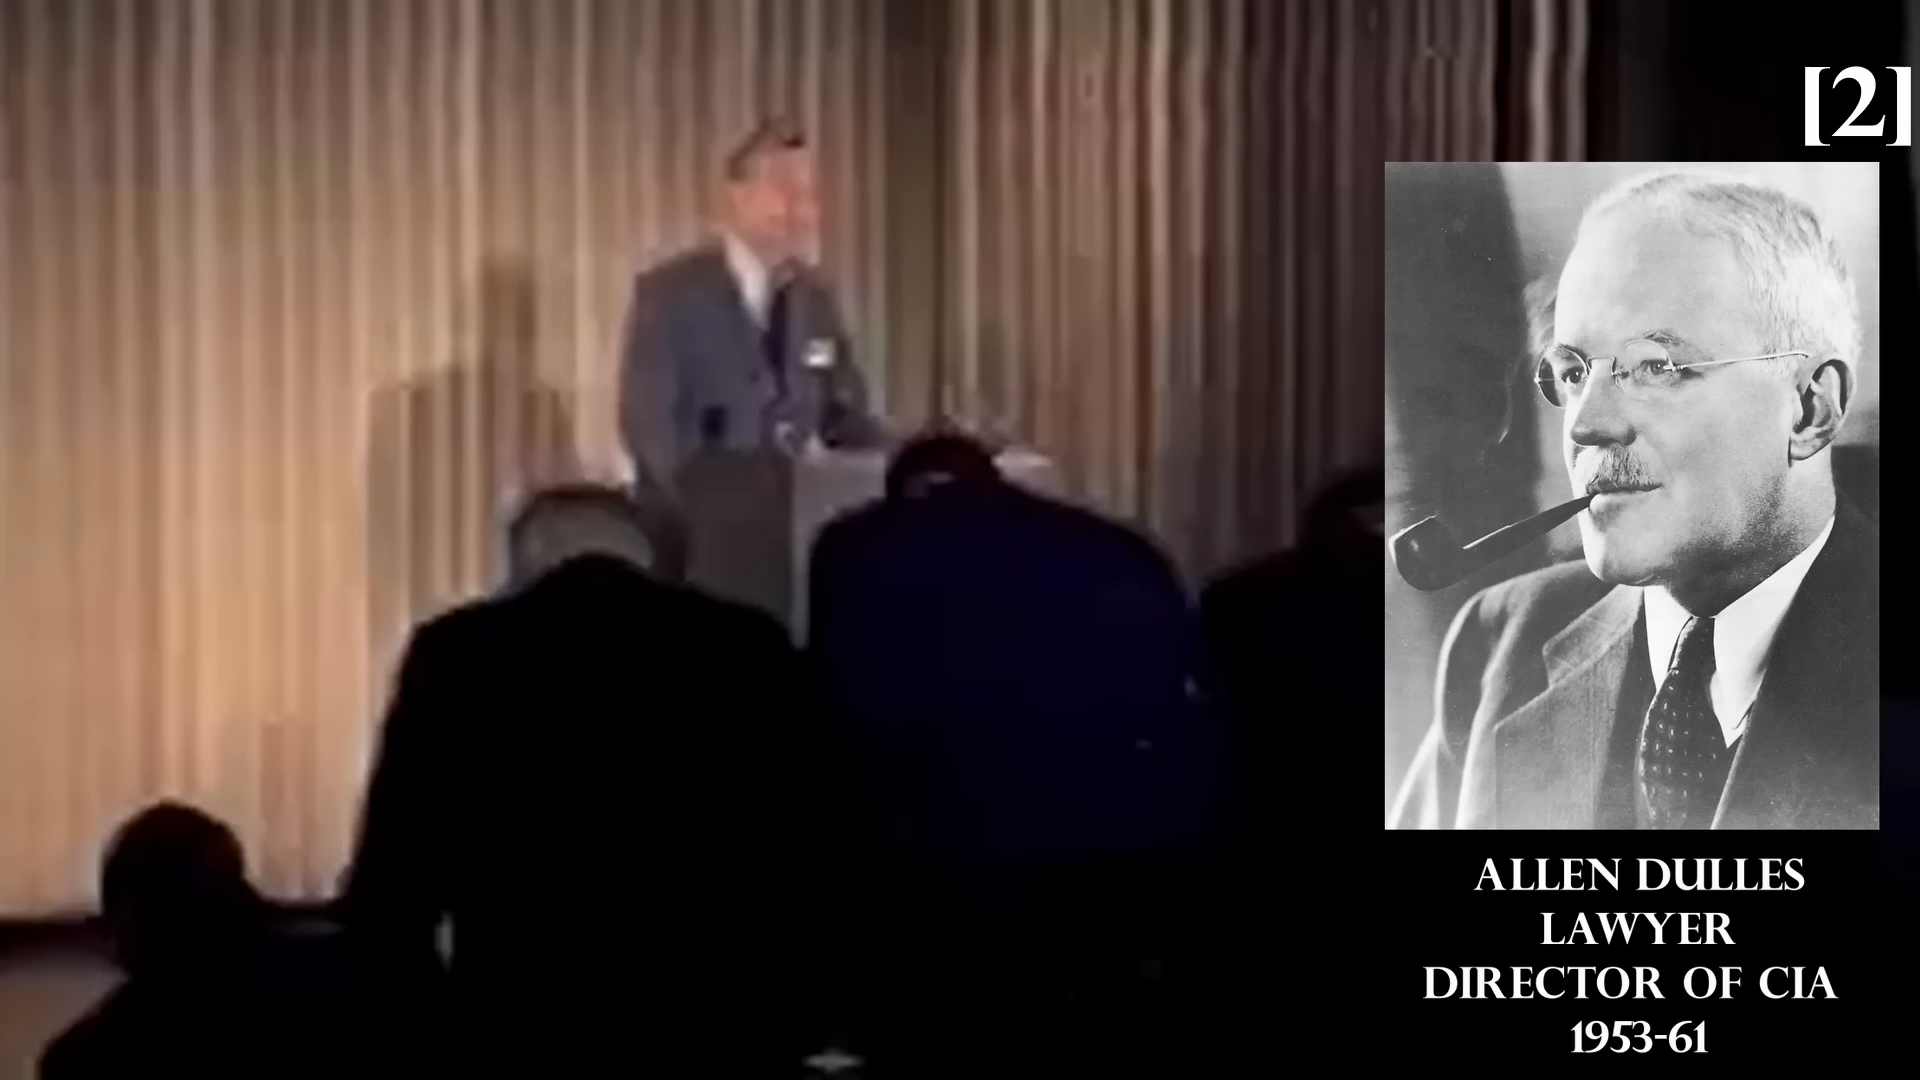 [2]
ALLEN DULLES
LAWYER
DIRECTOR OF CIA
1953-61